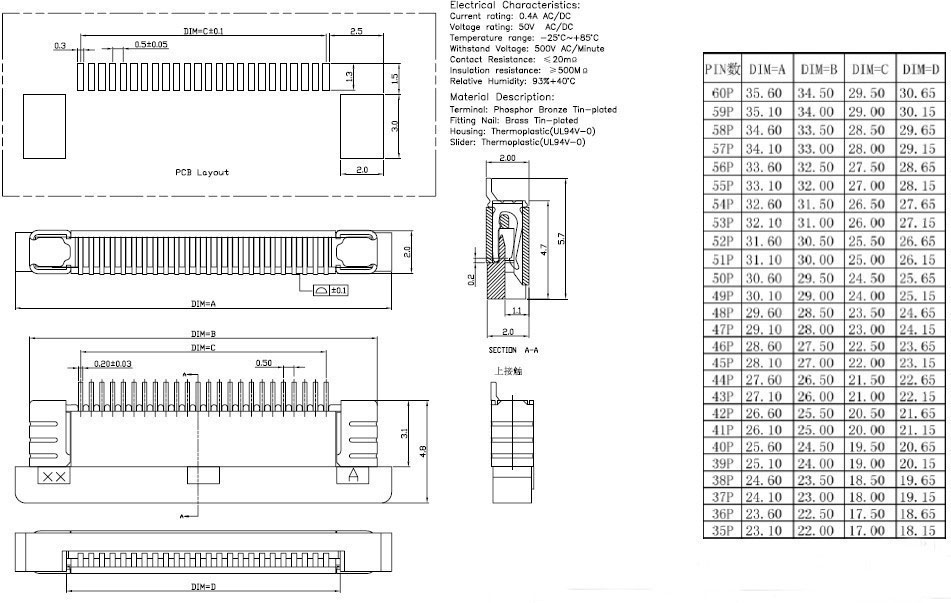 Electrical Characteristics:
Current rating: 0.4A AC/DC
Voltage rating: 50V AC/DC
Temperature range: -25°C~+85°C
Withstand Voltage: 500V AC/Minute
Contact Resistance: ≤20mΩ
Insulation resistance: ≥500MΩ
Relative Humidity: 93%+40°C
Material Description:
Terminal: Phosphor Bronze Tin-plated
Fitting Nail: Brass Tin-plated
Housing: Thermoplastic(UL94V-0)
Slider: Thermoplastic(UL94V-0)
DIM=C±0.1
2.5
0.3
0.5±0.05
1.3
1.5
3.0
2.0
PCB Layout
2.0
⌓ ±0.1
DIM=A
DIM=B
DIM=C
0.20±0.03
0.50
A
3.1
4.8
XX
A
A
DIM=D
2.00
4.7
5.7
0.2
1.1
2.0
SECTION A-A
上接触
PIN数 DIM=A DIM=B DIM=C DIM=D
60P 35.60 34.50 29.50 30.65
59P 35.10 34.00 29.00 30.15
58P 34.60 33.50 28.50 29.65
57P 34.10 33.00 28.00 29.15
56P 33.60 32.50 27.50 28.65
55P 33.10 32.00 27.00 28.15
54P 32.60 31.50 26.50 27.65
53P 32.10 31.00 26.00 27.15
52P 31.60 30.50 25.50 26.65
51P 31.10 30.00 25.00 26.15
50P 30.60 29.50 24.50 25.65
49P 30.10 29.00 24.00 25.15
48P 29.60 28.50 23.50 24.65
47P 29.10 28.00 23.00 24.15
46P 28.60 27.50 22.50 23.65
45P 28.10 27.00 22.00 23.15
44P 27.60 26.50 21.50 22.65
43P 27.10 26.00 21.00 22.15
42P 26.60 25.50 20.50 21.65
41P 26.10 25.00 20.00 21.15
40P 25.60 24.50 19.50 20.65
39P 25.10 24.00 19.00 20.15
38P 24.60 23.50 18.50 19.65
37P 24.10 23.00 18.00 19.15
36P 23.60 22.50 17.50 18.65
35P 23.10 22.00 17.00 18.15